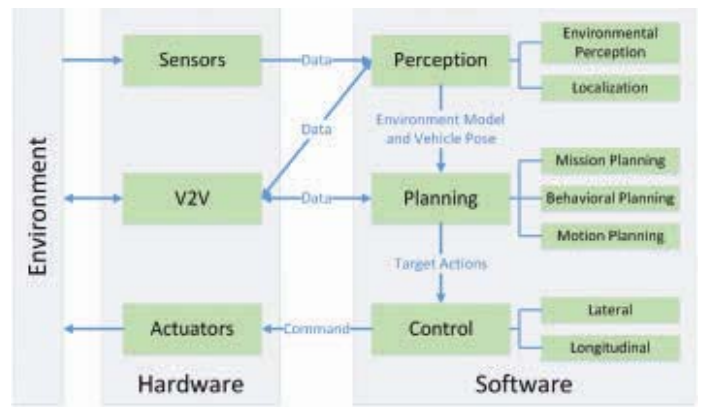 Environment
Sensors
V2V
Actuators
Hardware
Data
Data
Data
Command
Perception
Environment Model
and Vehicle Pose
Planning
Target Actions
Control
Environmental
Perception
Localization
Mission Planning
Behavioral Planning
Motion Planning
Lateral
Longitudinal
Software